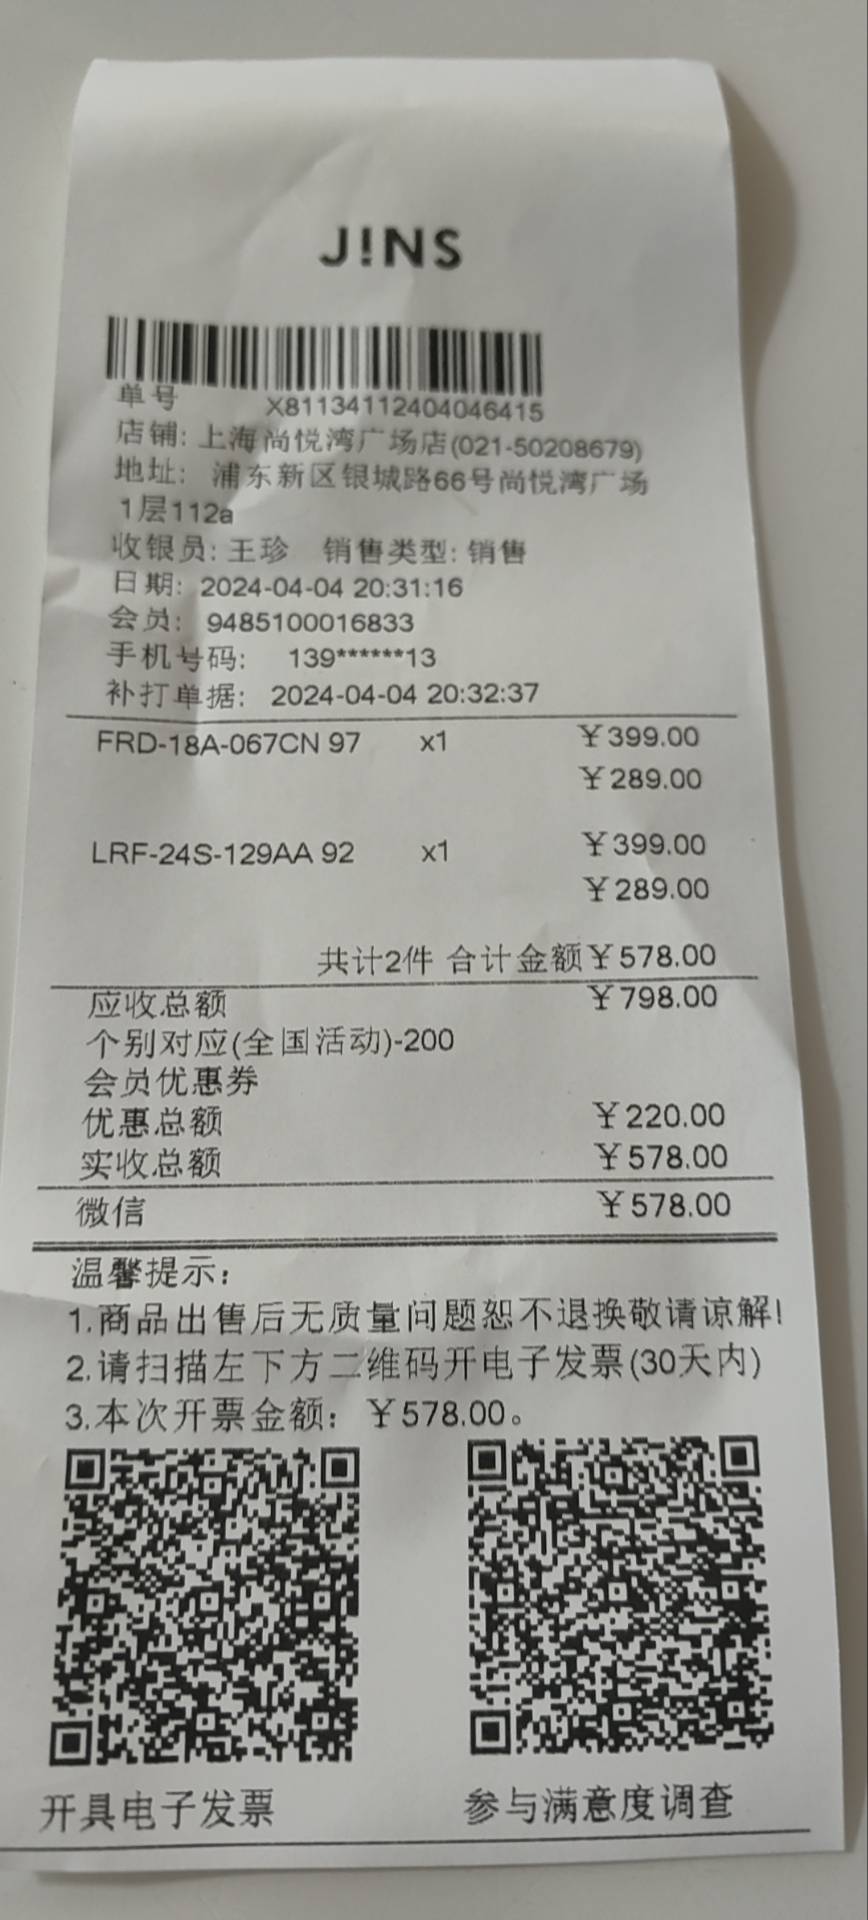 J!NS
单号 X81134112404046415
店铺: 上海尚悦湾广场店(021-50208679)
地址: 浦东新区银城路66号尚悦湾广场
1层112a
收银员: 王珍 销售类型: 销售
日期: 2024-04-04 20:31:16
会员: 9485100016833
手机号码: 139******13
补打单据: 2024-04-04 20:32:37
FRD-18A-067CN 97 x1 ¥399.00
¥289.00
LRF-24S-129AA 92 x1 ¥399.00
¥289.00
共计2件 合计金额¥578.00
应收总额 ¥798.00
个别对应(全国活动)-200
会员优惠券
优惠总额 ¥220.00
实收总额 ¥578.00
微信 ¥578.00
温馨提示:
1.商品出售后无质量问题恕不退换敬请谅解!
2.请扫描左下方二维码开电子发票(30天内)
3.本次开票金额: ¥578.00。
开具电子发票 参与满意度调查